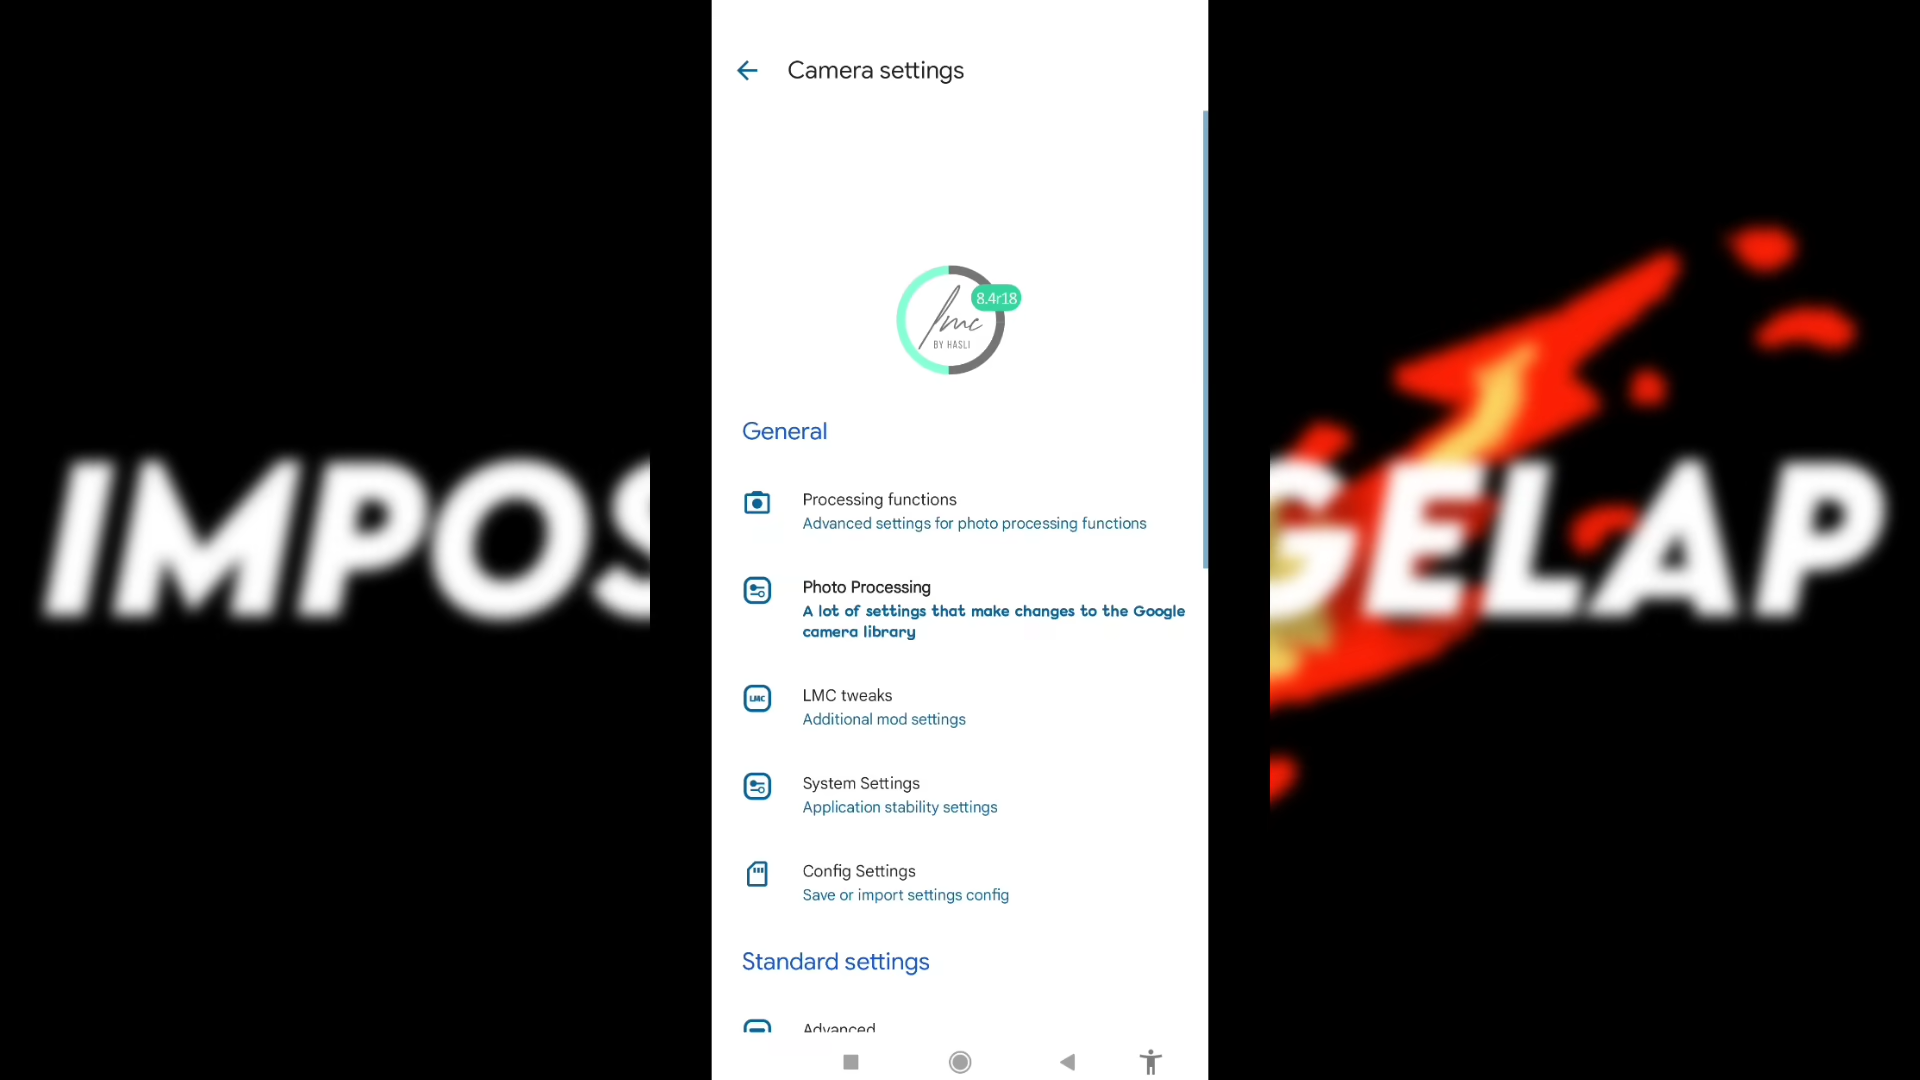 Camera settings
8.4r18
lmc
BY HASLI
General
Processing functions
Advanced settings for photo processing functions
Photo Processing
A lot of settings that make changes to the Google
camera library
LMC
LMC tweaks
Additional mod settings
System Settings
Application stability settings
Config Settings
Save or import settings config
Standard settings
Advanced
IMPOS
GELAP